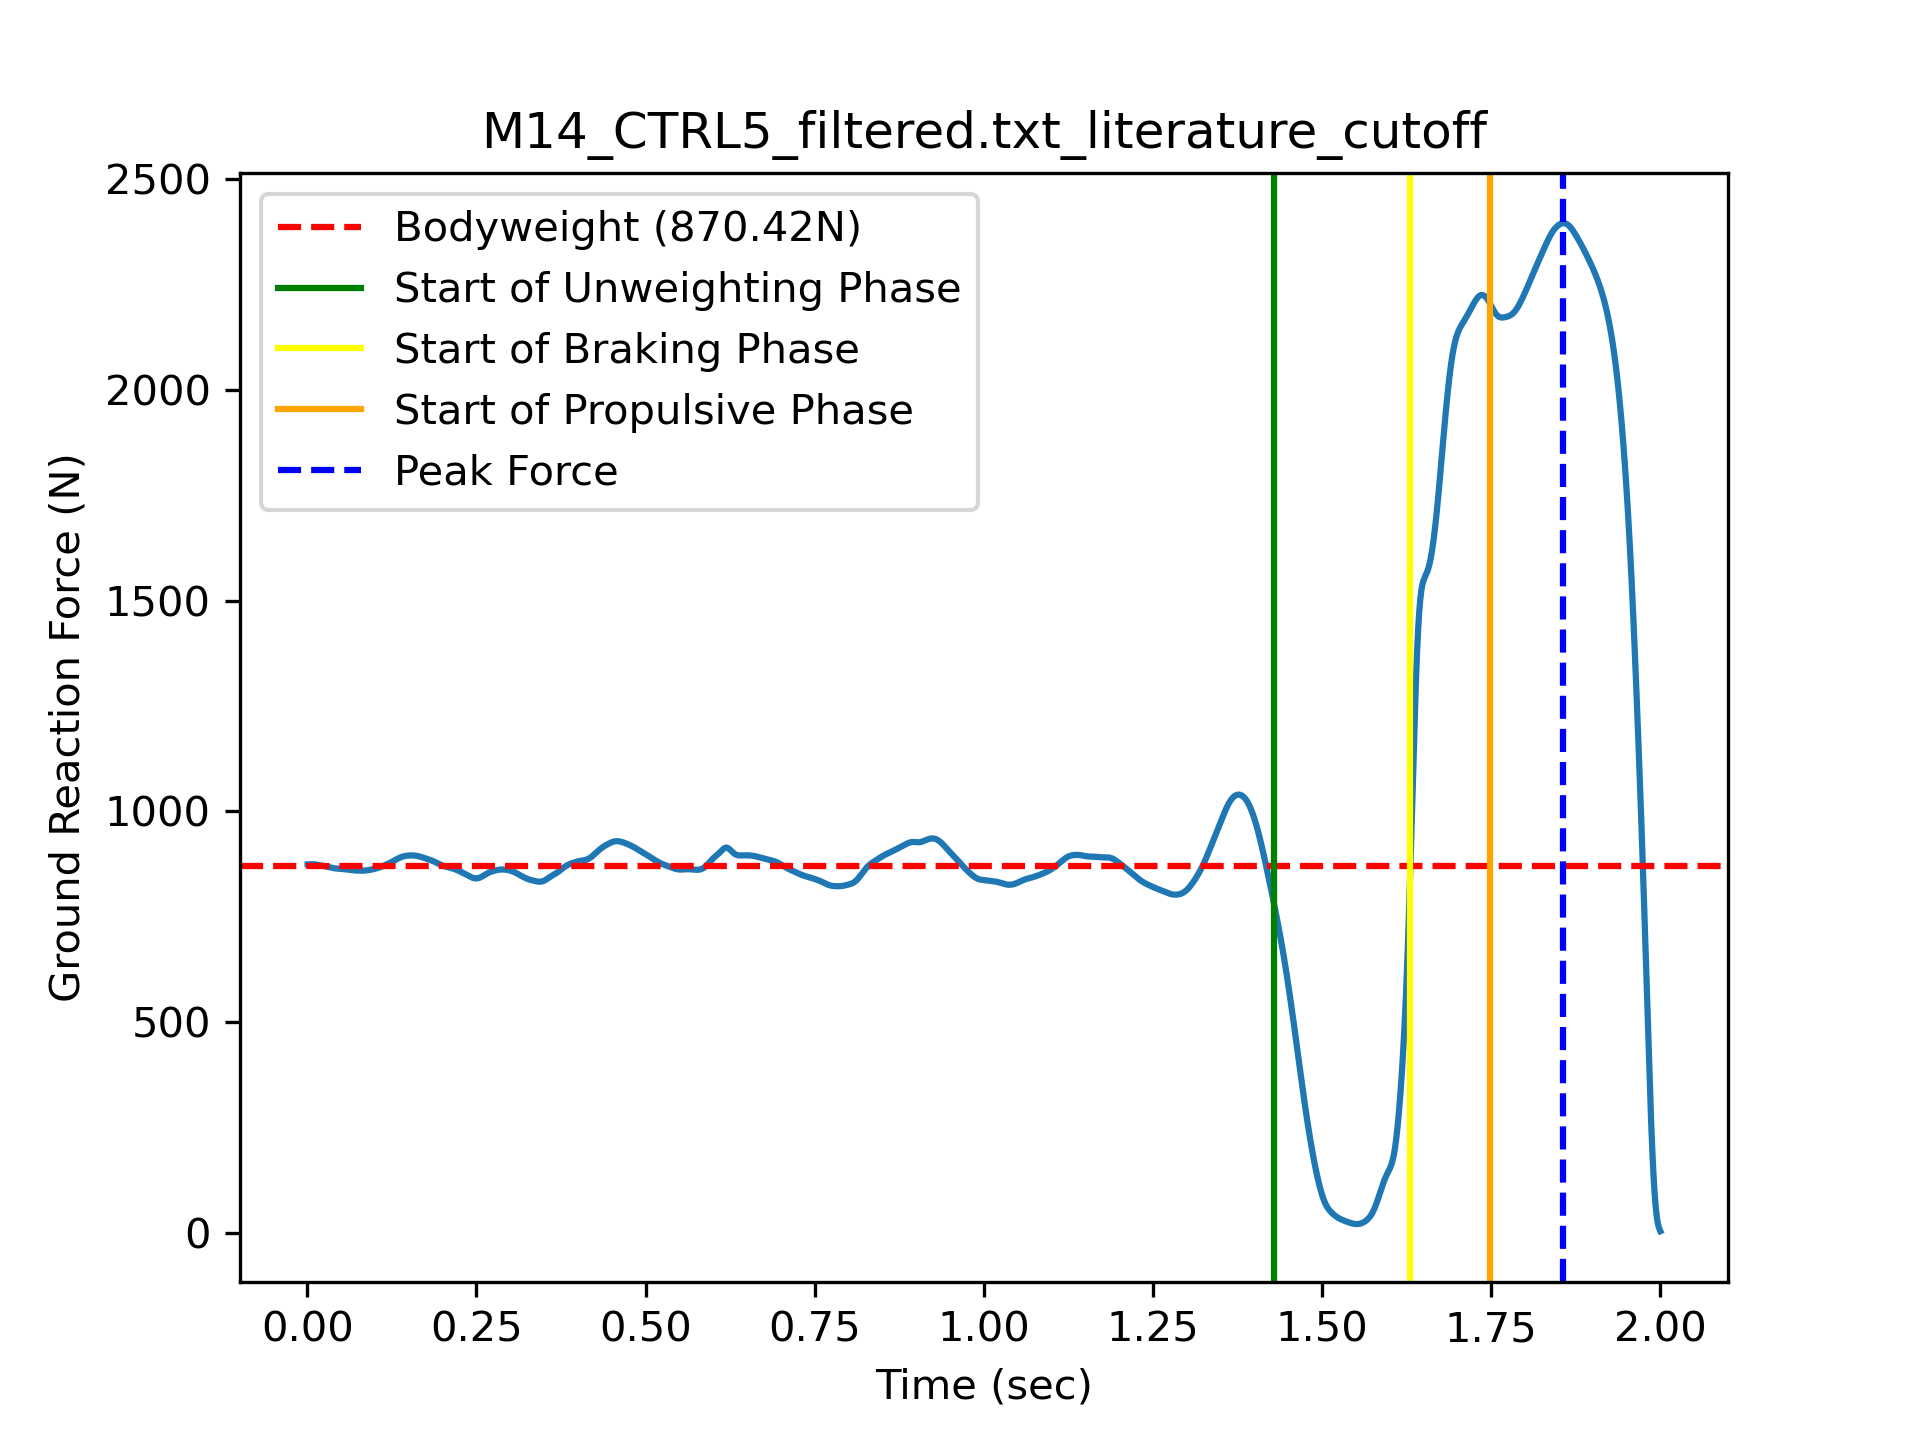 M14_CTRL5_filtered.txt_literature_cutoff
2500
2000
1500
1000
500
0
Ground Reaction Force (N)
Bodyweight (870.42N)
Start of Unweighting Phase
Start of Braking Phase
Start of Propulsive Phase
Peak Force
0.00 0.25 0.50 0.75 1.00 1.25 1.50 1.75 2.00
Time (sec)